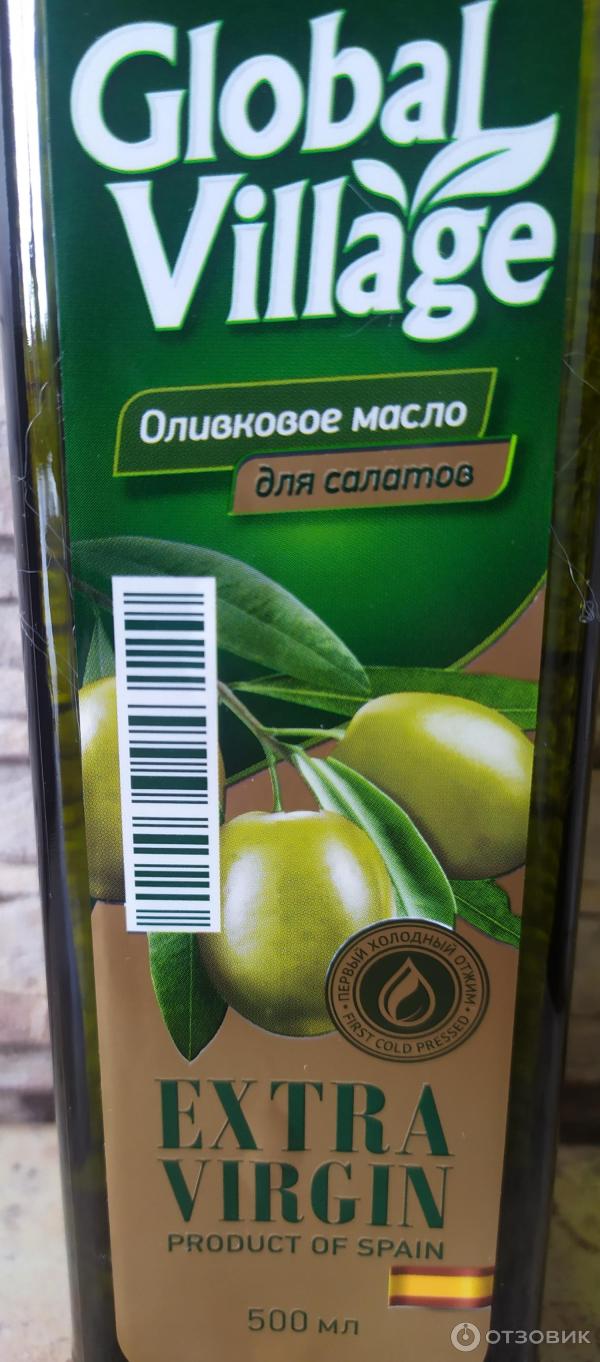 Global
Village
Оливковое масло
для салатов
ПЕРВЫЙ ХОЛОДНЫЙ ОТЖИМ
FIRST COLD PRESSED
EXTRA
VIRGIN
PRODUCT OF SPAIN
500 мл
ОТЗОВИК